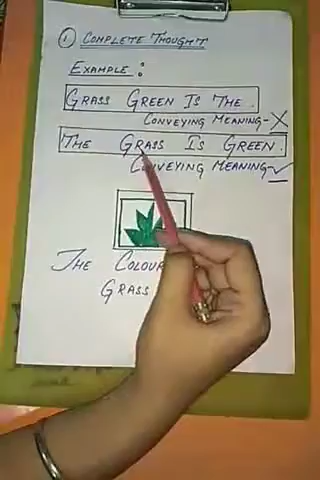 1. COMPLETE THOUGHT
EXAMPLE :
GRASS GREEN IS THE.
CONVEYING MEANING- X
THE GRASS IS GREEN.
CONVEYING MEANING ✓
THE COLOUR
GRASS